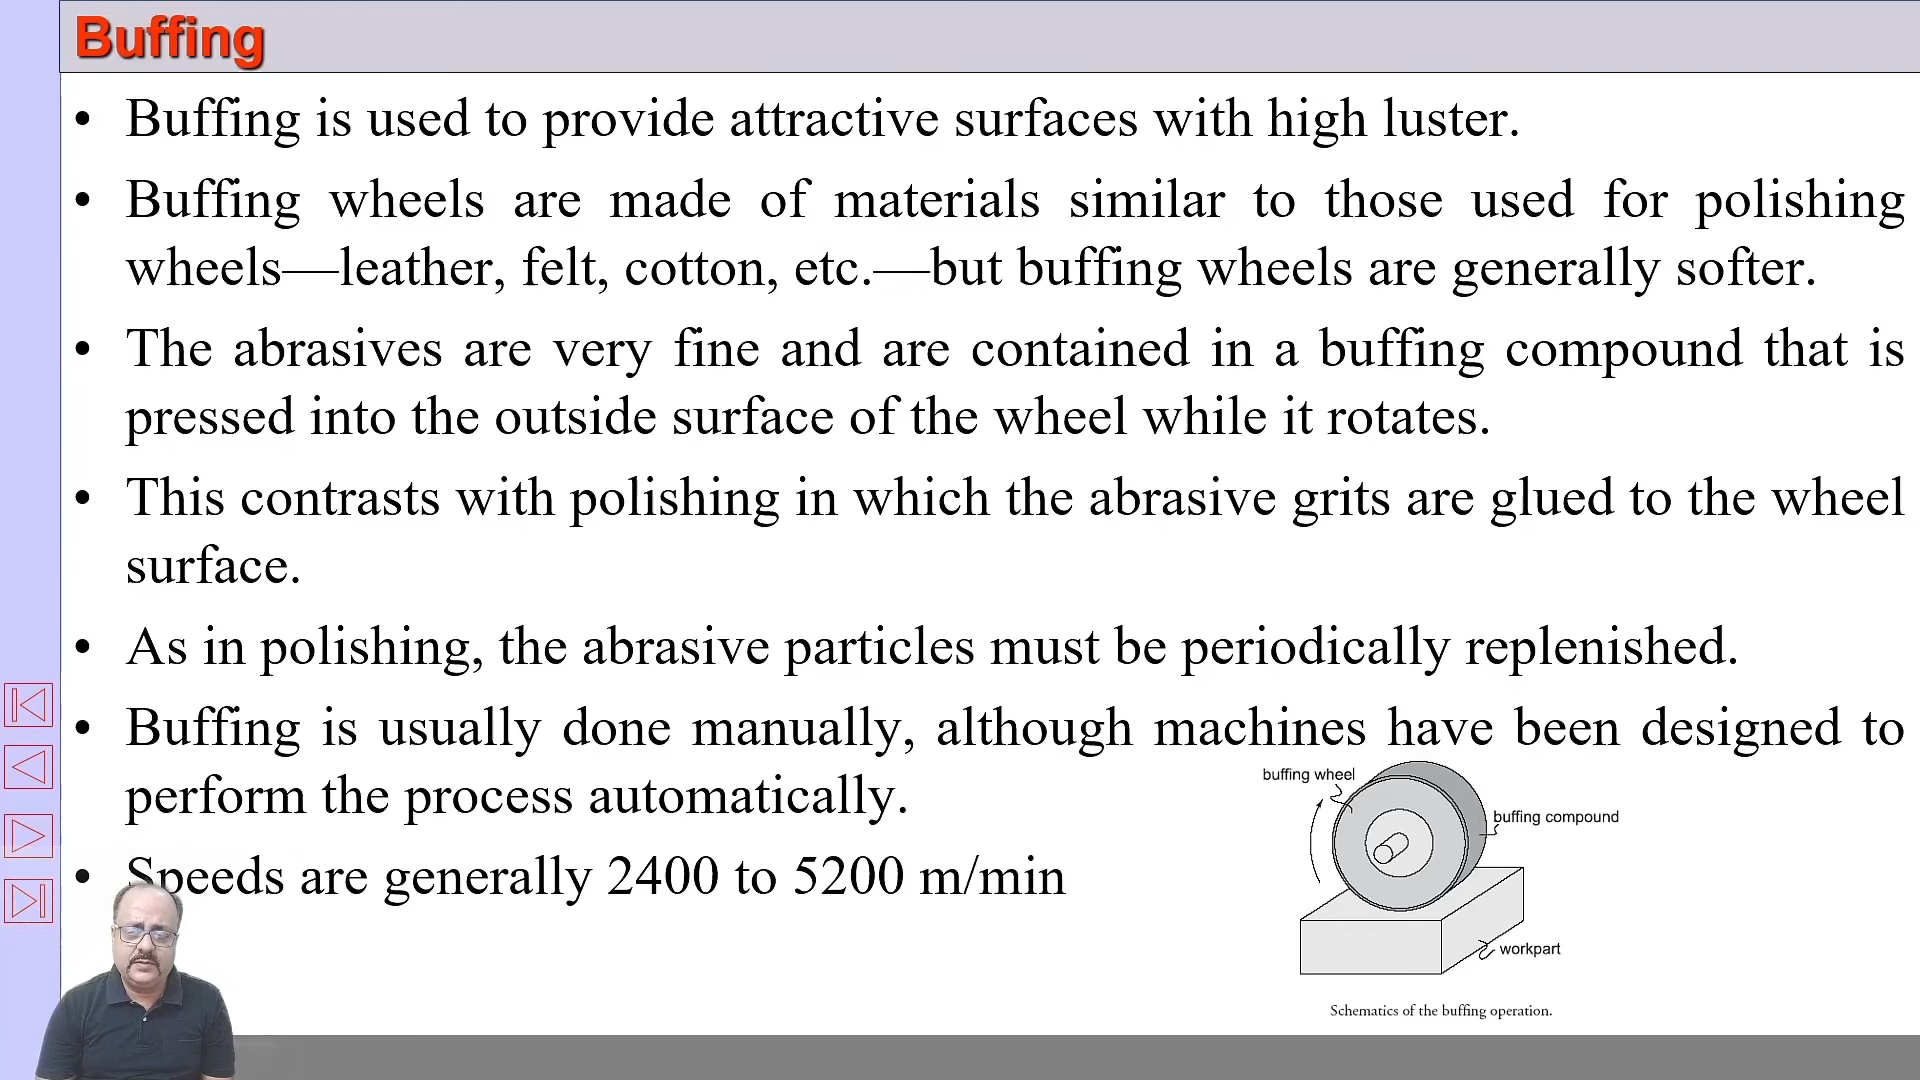 Buffing
• Buffing is used to provide attractive surfaces with high luster.
• Buffing wheels are made of materials similar to those used for polishing
wheels—leather, felt, cotton, etc.—but buffing wheels are generally softer.
• The abrasives are very fine and are contained in a buffing compound that is
pressed into the outside surface of the wheel while it rotates.
• This contrasts with polishing in which the abrasive grits are glued to the wheel
surface.
• As in polishing, the abrasive particles must be periodically replenished.
• Buffing is usually done manually, although machines have been designed to
perform the process automatically.
• Speeds are generally 2400 to 5200 m/min
buffing wheel
buffing compound
workpart
Schematics of the buffing operation.